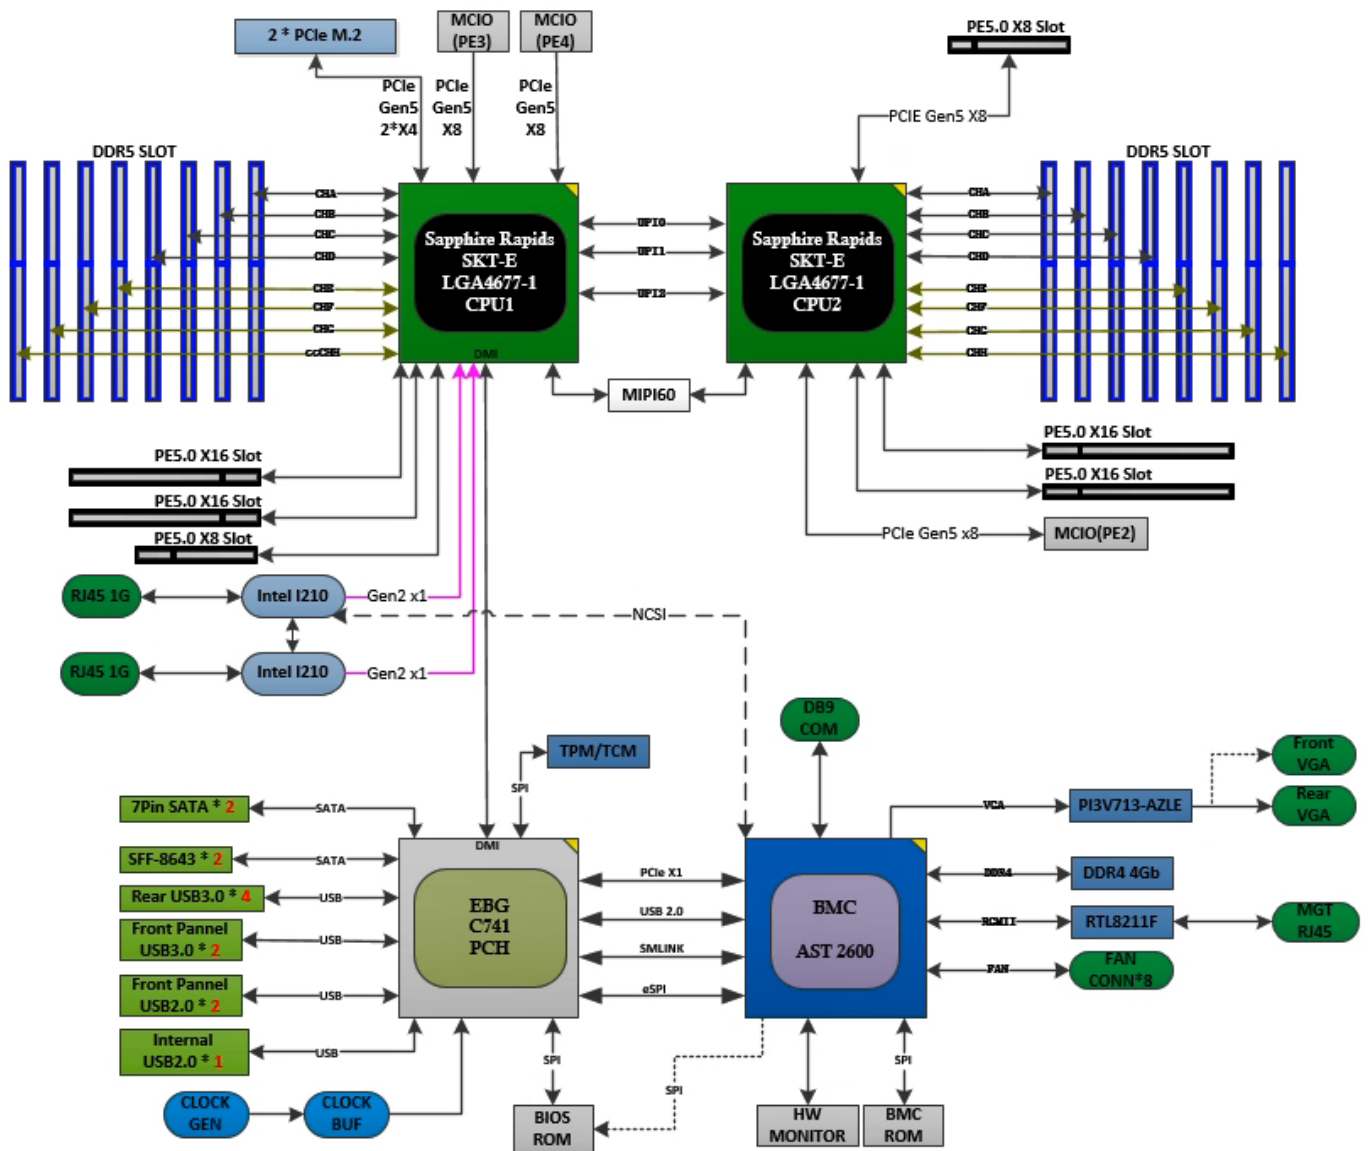 2 * PCIe M.2
MCIO
(PE3)
MCIO
(PE4)
PE5.0 X8 Slot
PCIe
Gen5
2*X4
PCIe
Gen5
X8
PCIe
Gen5
X8
PCIE Gen5 X8
DDR5 SLOT
DDR5 SLOT
CHA
CHB
CHC
CHD
CHE
CHF
CHG
ccCHH
Sapphire Rapids
SKT-E
LGA4677-1
CPU1
DMI
UPI0
UPI1
UPI2
Sapphire Rapids
SKT-E
LGA4677-1
CPU2
CHA
CHB
CHC
CHD
CHE
CHF
CHG
CHH
MIPI60
PE5.0 X16 Slot
PE5.0 X16 Slot
PE5.0 X8 Slot
PE5.0 X16 Slot
PE5.0 X16 Slot
PCIe Gen5 x8
MCIO(PE2)
RJ45 1G
Intel I210
Gen2 x1
NCSI
RJ45 1G
Intel I210
Gen2 x1
DB9
COM
TPM/TCM
SPI
Front
VGA
Rear
VGA
VGA
PI3V713-AZLE
7Pin SATA * 2
SATA
SFF-8643 * 2
SATA
Rear USB3.0 * 4
USB
Front Pannel
USB3.0 * 2
USB
Front Pannel
USB2.0 * 2
USB
Internal
USB2.0 * 1
USB
DMI
EBG
C741
PCH
PCIe X1
USB 2.0
SMLINK
eSPI
BMC
AST 2600
DDR4
DDR4 4Gb
RGMII
RTL8211F
MGT
RJ45
FAN
FAN
CONN*8
CLOCK
GEN
CLOCK
BUF
SPI
SPI
SPI
BIOS
ROM
HW
MONITOR
BMC
ROM